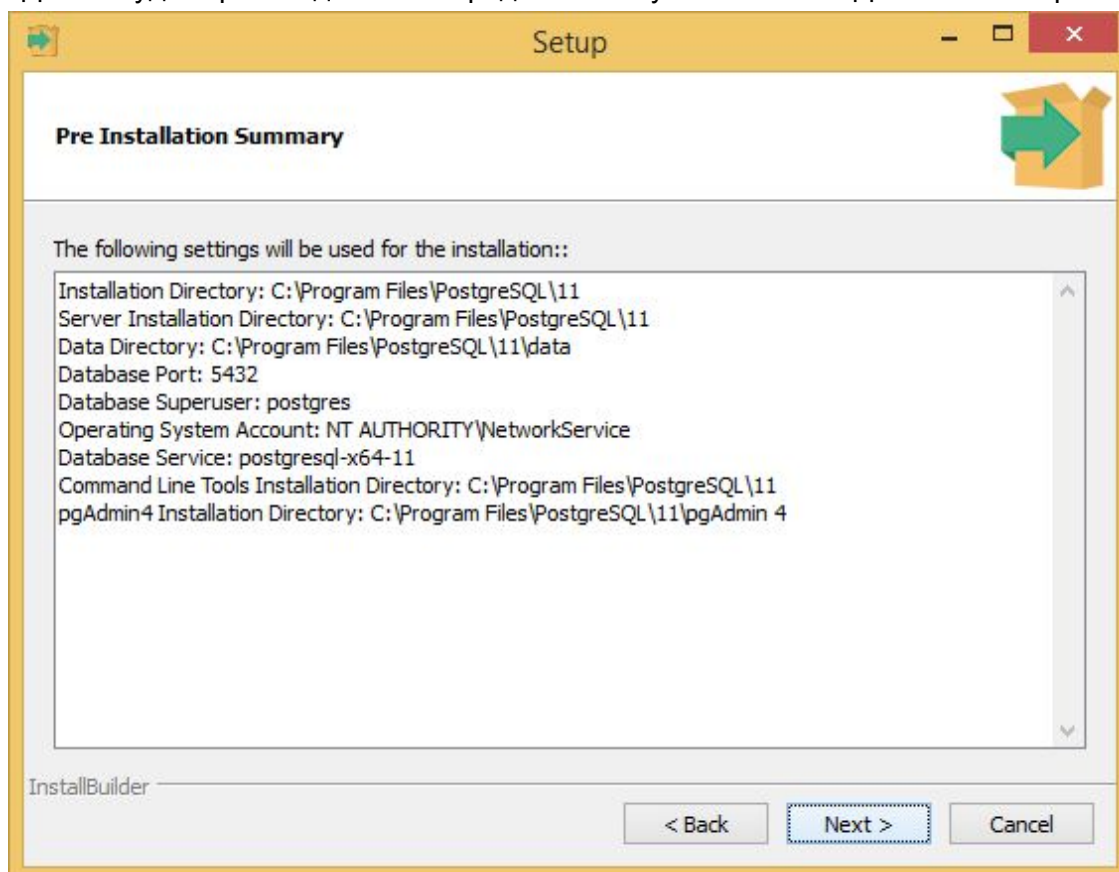 Setup
Pre Installation Summary
The following settings will be used for the installation::
Installation Directory: C:\Program Files\PostgreSQL\11
Server Installation Directory: C:\Program Files\PostgreSQL\11
Data Directory: C:\Program Files\PostgreSQL\11\data
Database Port: 5432
Database Superuser: postgres
Operating System Account: NT AUTHORITY\NetworkService
Database Service: postgresql-x64-11
Command Line Tools Installation Directory: C:\Program Files\PostgreSQL\11
pgAdmin4 Installation Directory: C:\Program Files\PostgreSQL\11\pgAdmin 4
InstallBuilder
< Back Next > Cancel